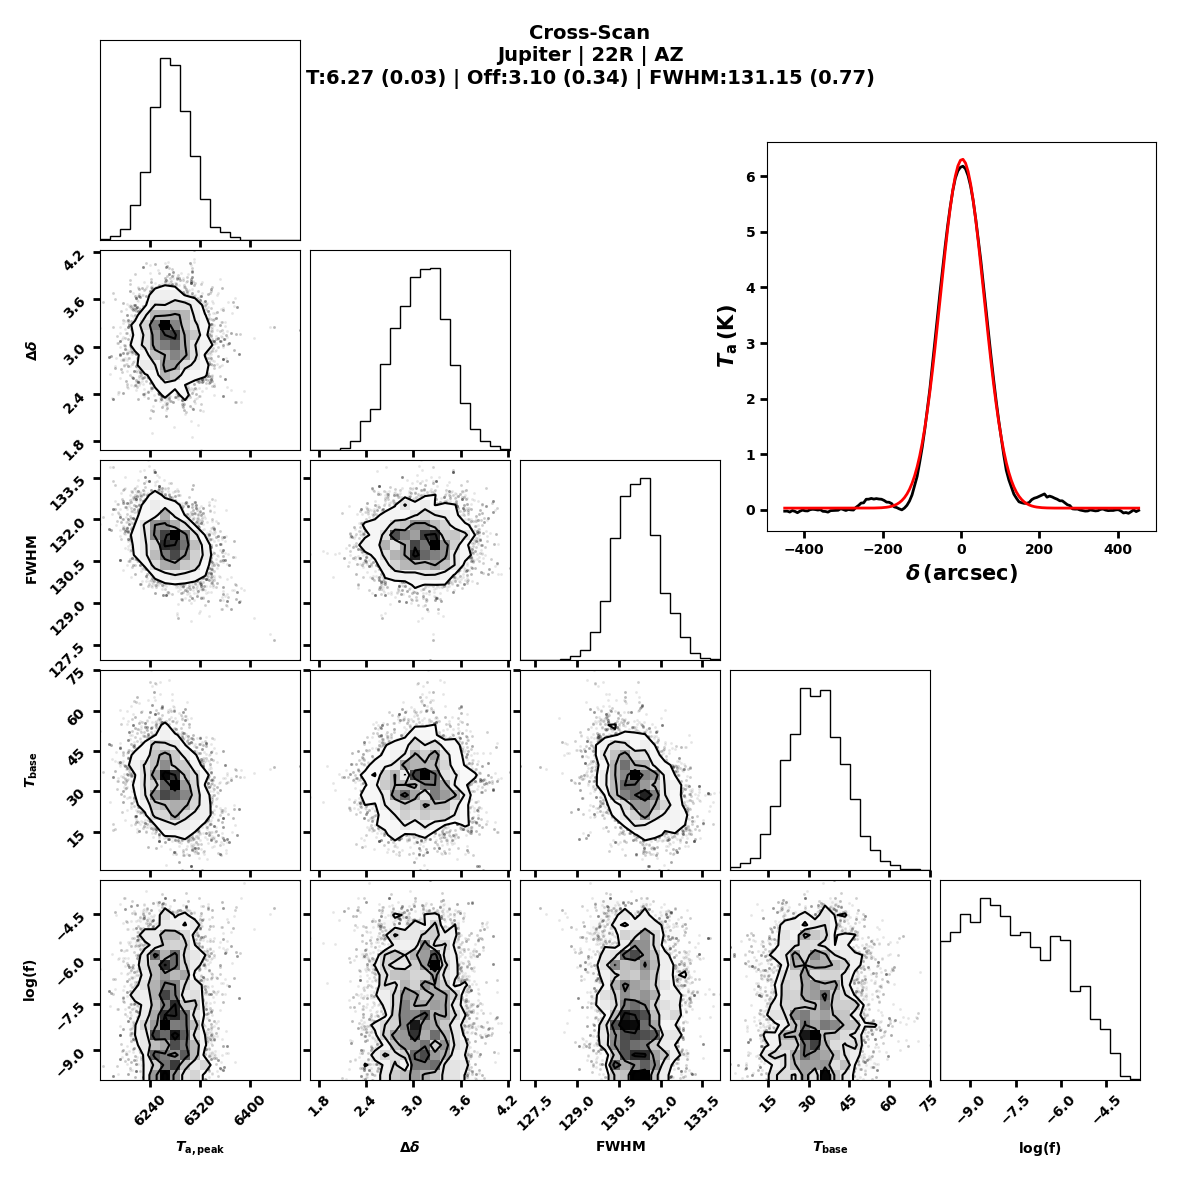 Cross-Scan
Jupiter | 22R | AZ
T:6.27 (0.03) | Off:3.10 (0.34) | FWHM:131.15 (0.77)
6
5
4
3
2
1
0
Ta (K)
−400 −200 0 200 400
δ (arcsec)
4.2
3.6
3.0
2.4
1.8
Δδ
133.5
132.0
130.5
129.0
127.5
FWHM
75
60
45
30
15
Tbase
−4.5
−6.0
−7.5
−9.0
log(f)
6240 6320 6400
Ta,peak
1.8 2.4 3.0 3.6 4.2
Δδ
127.5 129.0 130.5 132.0 133.5
FWHM
15 30 45 60 75
Tbase
−9.0 −7.5 −6.0 −4.5
log(f)